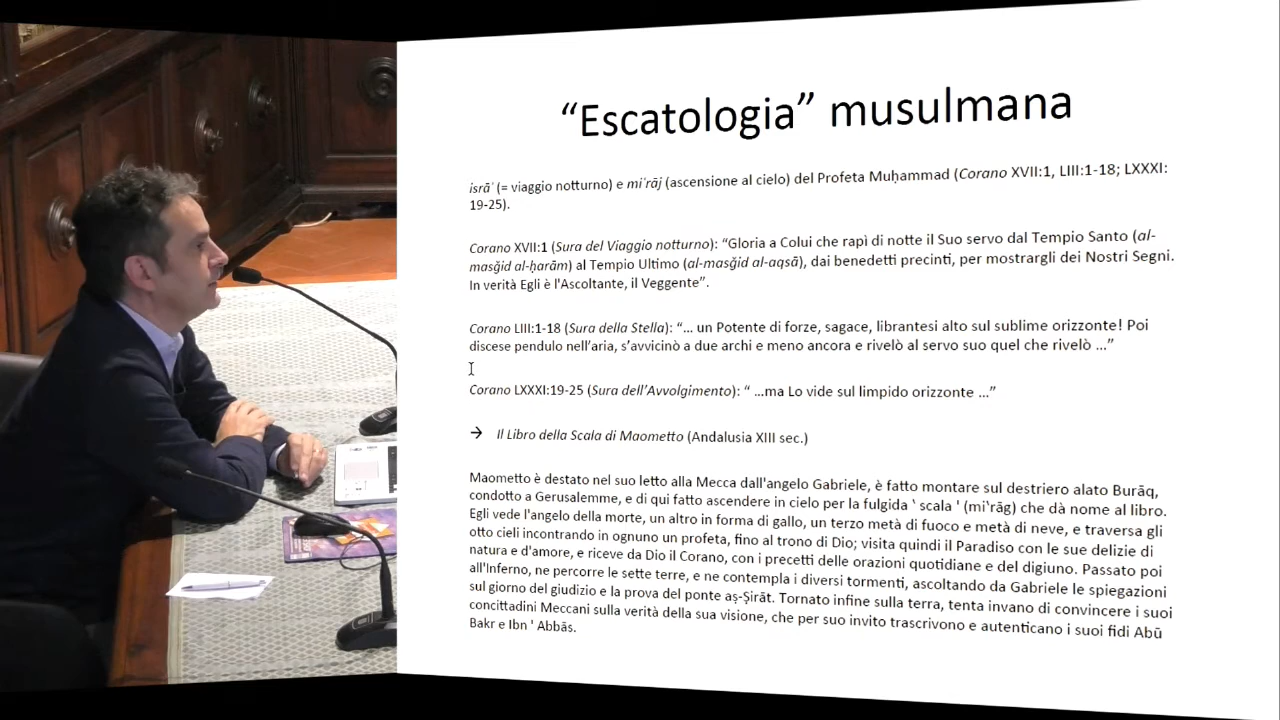 “Escatologia” musulmana
isrāʾ (= viaggio notturno) e miʿrāj (ascensione al cielo) del Profeta Muḥammad (Corano XVII:1, LIII:1-18; LXXXI:
19-25).
Corano XVII:1 (Sura del Viaggio notturno): “Gloria a Colui che rapì di notte il Suo servo dal Tempio Santo (al-
masǧid al-ḥarām) al Tempio Ultimo (al-masǧid al-aqsā), dai benedetti precinti, per mostrargli dei Nostri Segni.
In verità Egli è l'Ascoltante, il Veggente”.
Corano LIII:1-18 (Sura della Stella): “... un Potente di forze, sagace, librantesi alto sul sublime orizzonte! Poi
discese pendulo nell’aria, s’avvicinò a due archi e meno ancora e rivelò al servo suo quel che rivelò ...”
Corano LXXXI:19-25 (Sura dell’Avvolgimento): “ ...ma Lo vide sul limpido orizzonte ...”
→ Il Libro della Scala di Maometto (Andalusia XIII sec.)
Maometto è destato nel suo letto alla Mecca dall'angelo Gabriele, è fatto montare sul destriero alato Burāq,
condotto a Gerusalemme, e di qui fatto ascendere in cielo per la fulgida ‛ scala ' (mi‛rāg) che dà nome al libro.
Egli vede l'angelo della morte, un altro in forma di gallo, un terzo metà di fuoco e metà di neve, e traversa gli
otto cieli incontrando in ognuno un profeta, fino al trono di Dio; visita quindi il Paradiso con le sue delizie di
natura e d'amore, e riceve da Dio il Corano, con i precetti delle orazioni quotidiane e del digiuno. Passato poi
all'Inferno, ne percorre le sette terre, e ne contempla i diversi tormenti, ascoltando da Gabriele le spiegazioni
sul giorno del giudizio e la prova del ponte aṣ-Ṣirāt. Tornato infine sulla terra, tenta invano di convincere i suoi
concittadini Meccani sulla verità della sua visione, che per suo invito trascrivono e autenticano i suoi fidi Abū
Bakr e Ibn ' Abbās.